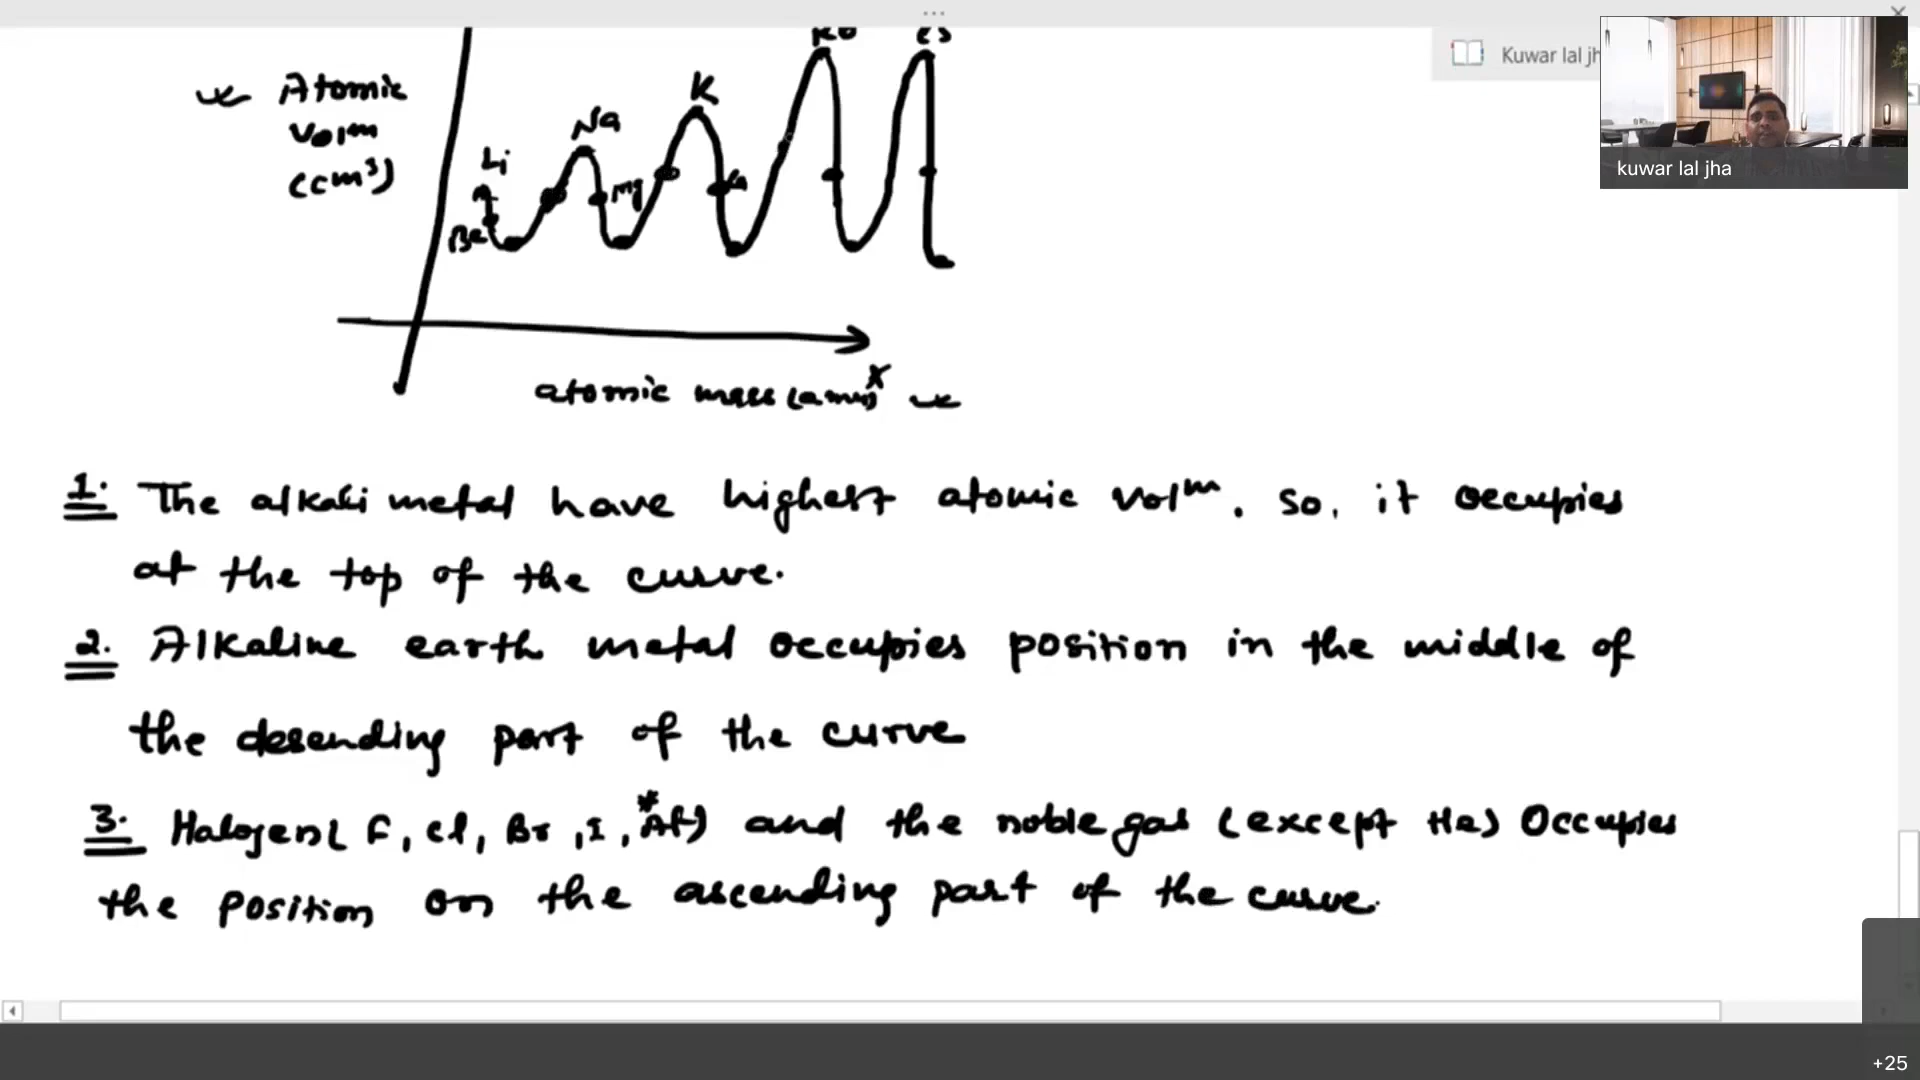 Kuwar lal jh
kuwar lal jha
Rb Cs
K
Na
Li
Mg
Be
Atomic
volm
(cm³)
atomic mass (amu) x
1. The alkali metal have highest atomic volm. so, it occupies
at the top of the curve.
2. Alkaline earth metal occupies position in the middle of
the desending part of the curve
3. Halogen ( F, cl, Br, I, *At) and the noble gas (except He) occupies
the position on the ascending part of the curve.
+25